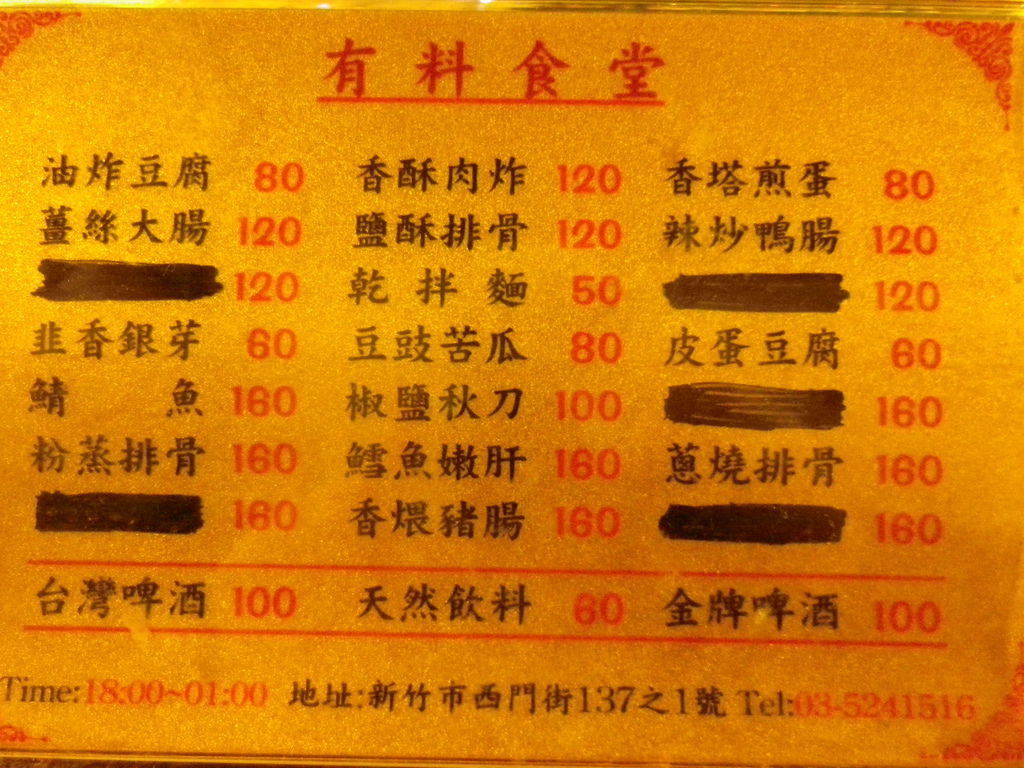 有料食堂
油炸豆腐 80 香酥肉炸 120 香塔煎蛋 80
薑絲大腸 120 鹽酥排骨 120 辣炒鴨腸 120
120 乾拌麵 50 120
韭香銀芽 60 豆豉苦瓜 80 皮蛋豆腐 60
鯖魚 160 椒鹽秋刀 100 160
粉蒸排骨 160 鱈魚嫩肝 160 蔥燒排骨 160
160 香煨豬腸 160 160
台灣啤酒 100 天然飲料 60 金牌啤酒 100
Time:18:00~01:00 地址:新竹市西門街137之1號 Tel:03-5241516